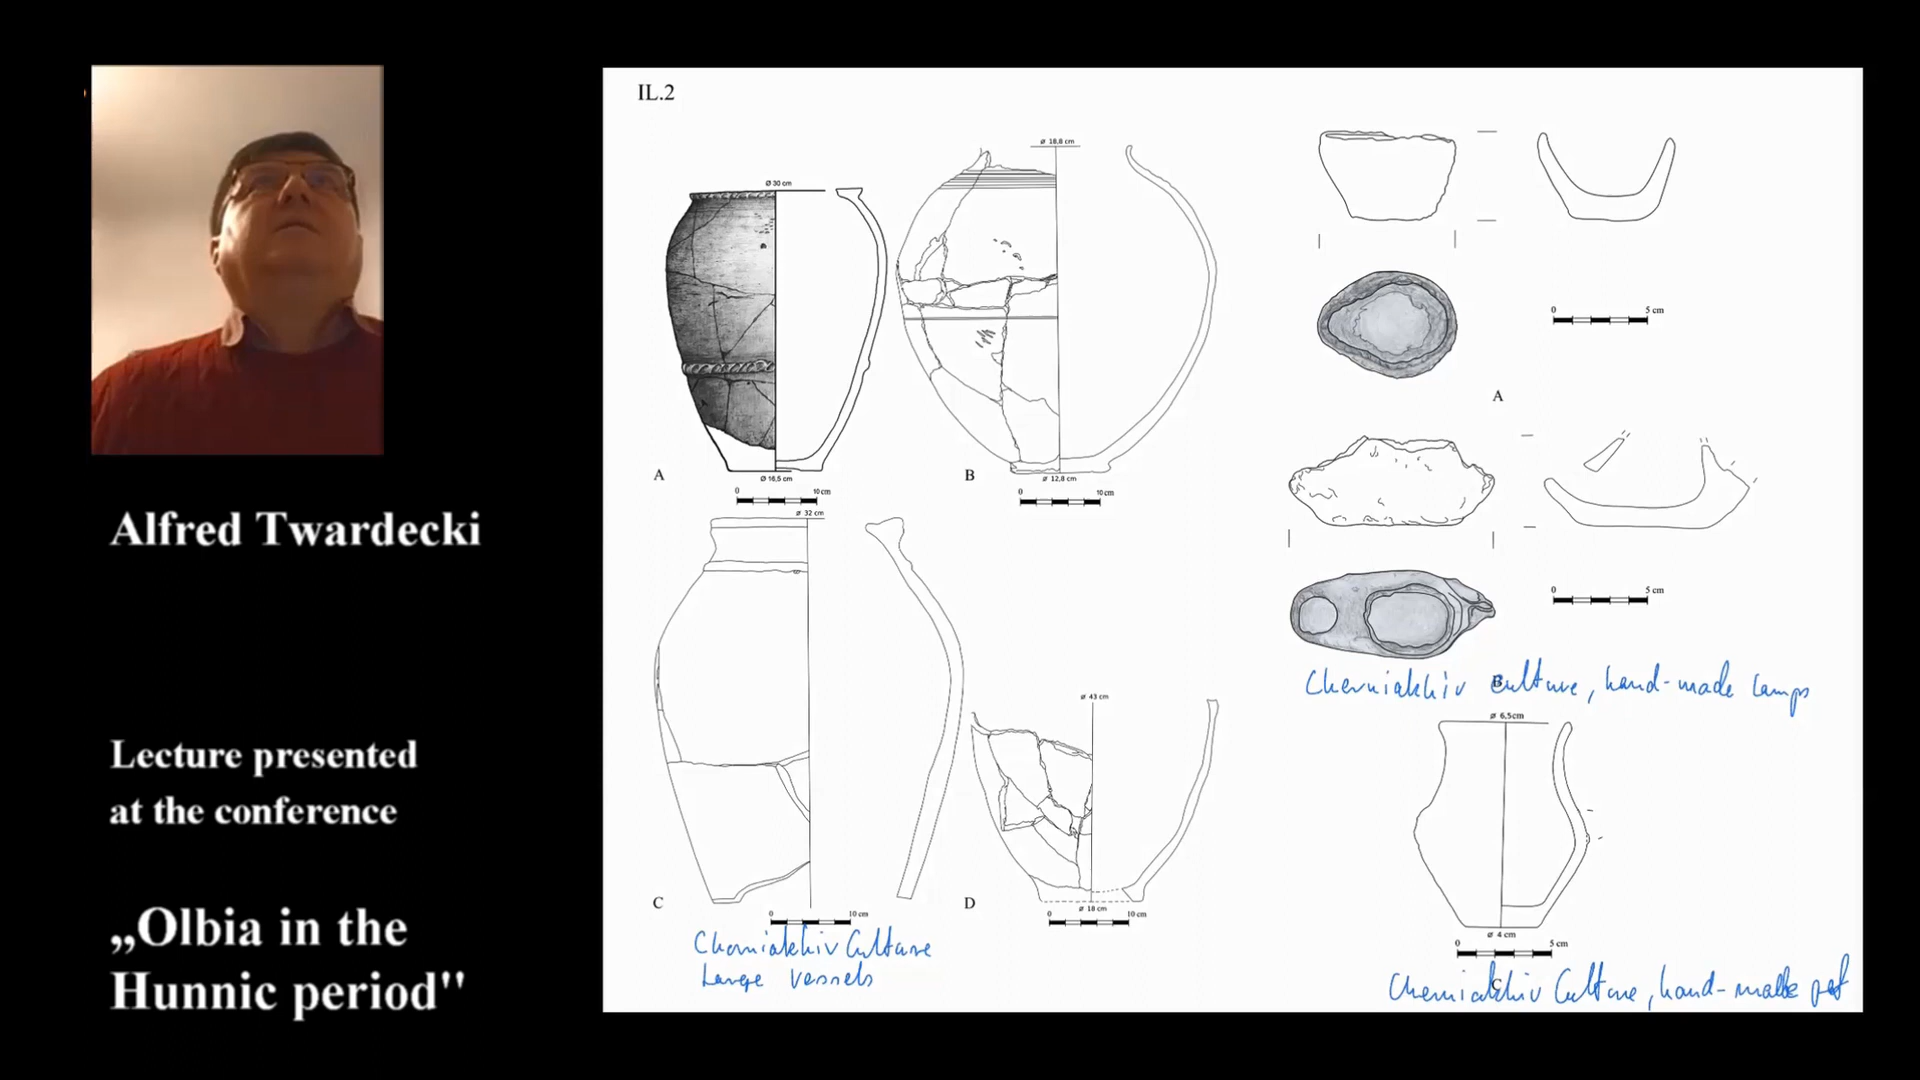 Alfred Twardecki
Lecture presented
at the conference
„Olbia in the
Hunnic period"
IL.2
Ø 30 cm
A
Ø 16,5 cm
0 10 cm
ø 18,8 cm
B
ø 12,8 cm
0 10 cm
ø 32 cm
C
0 10 cm
Cherniakhiv Culture
Large vessels
ø 43 cm
D
ø 18 cm
0 10 cm
0 5 cm
A
0 5 cm
B
Cherniakhiv Culture, hand-made lamps
ø 6,5cm
ø 4 cm
0 5 cm
C
Cherniakhiv Culture, hand-made pot